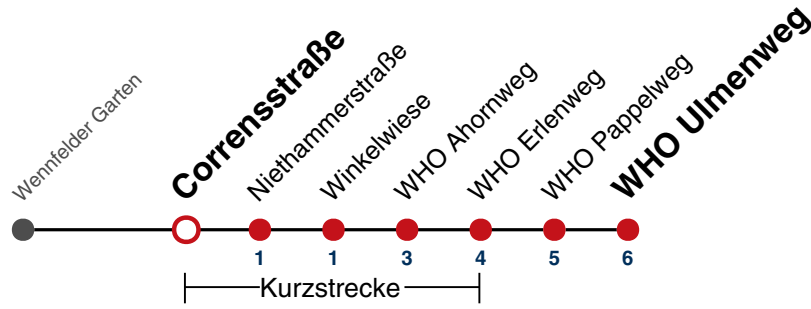 Wennfelder Garten
Corrensstraße
Niethammerstraße
Winkelwiese
WHO Ahornweg
WHO Erlenweg
WHO Pappelweg
WHO Ulmenweg
1 1 3 4 5 6
Kurzstrecke